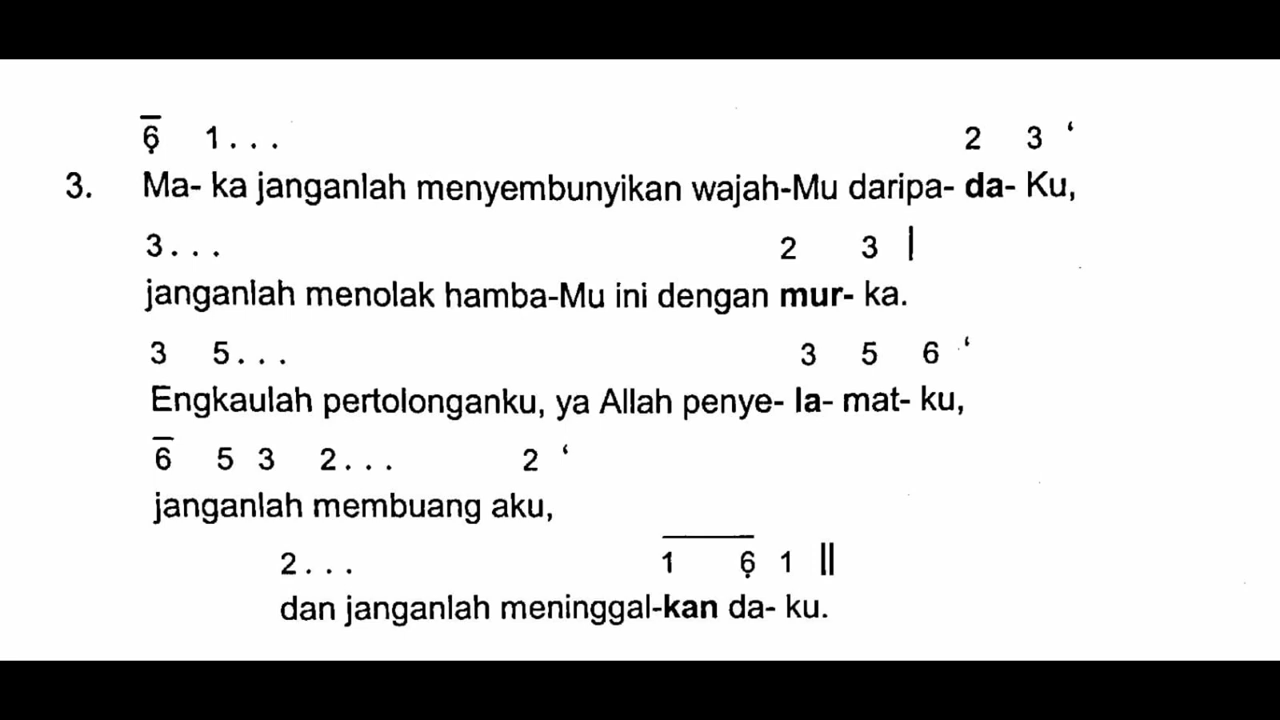 6̣ 1 . . . 2 3 ‘
3. Ma- ka janganlah menyembunyikan wajah-Mu daripa- da- Ku,
3 . . . 2 3 |
janganlah menolak hamba-Mu ini dengan mur- ka.
3 5 . . . 3 5 6 ‘
Engkaulah pertolonganku, ya Allah penye- la- mat- ku,
6 5 3 2 . . . 2 ‘
janganlah membuang aku,
2 . . . 1 6̣ 1 ||
dan janganlah meninggal-kan da- ku.